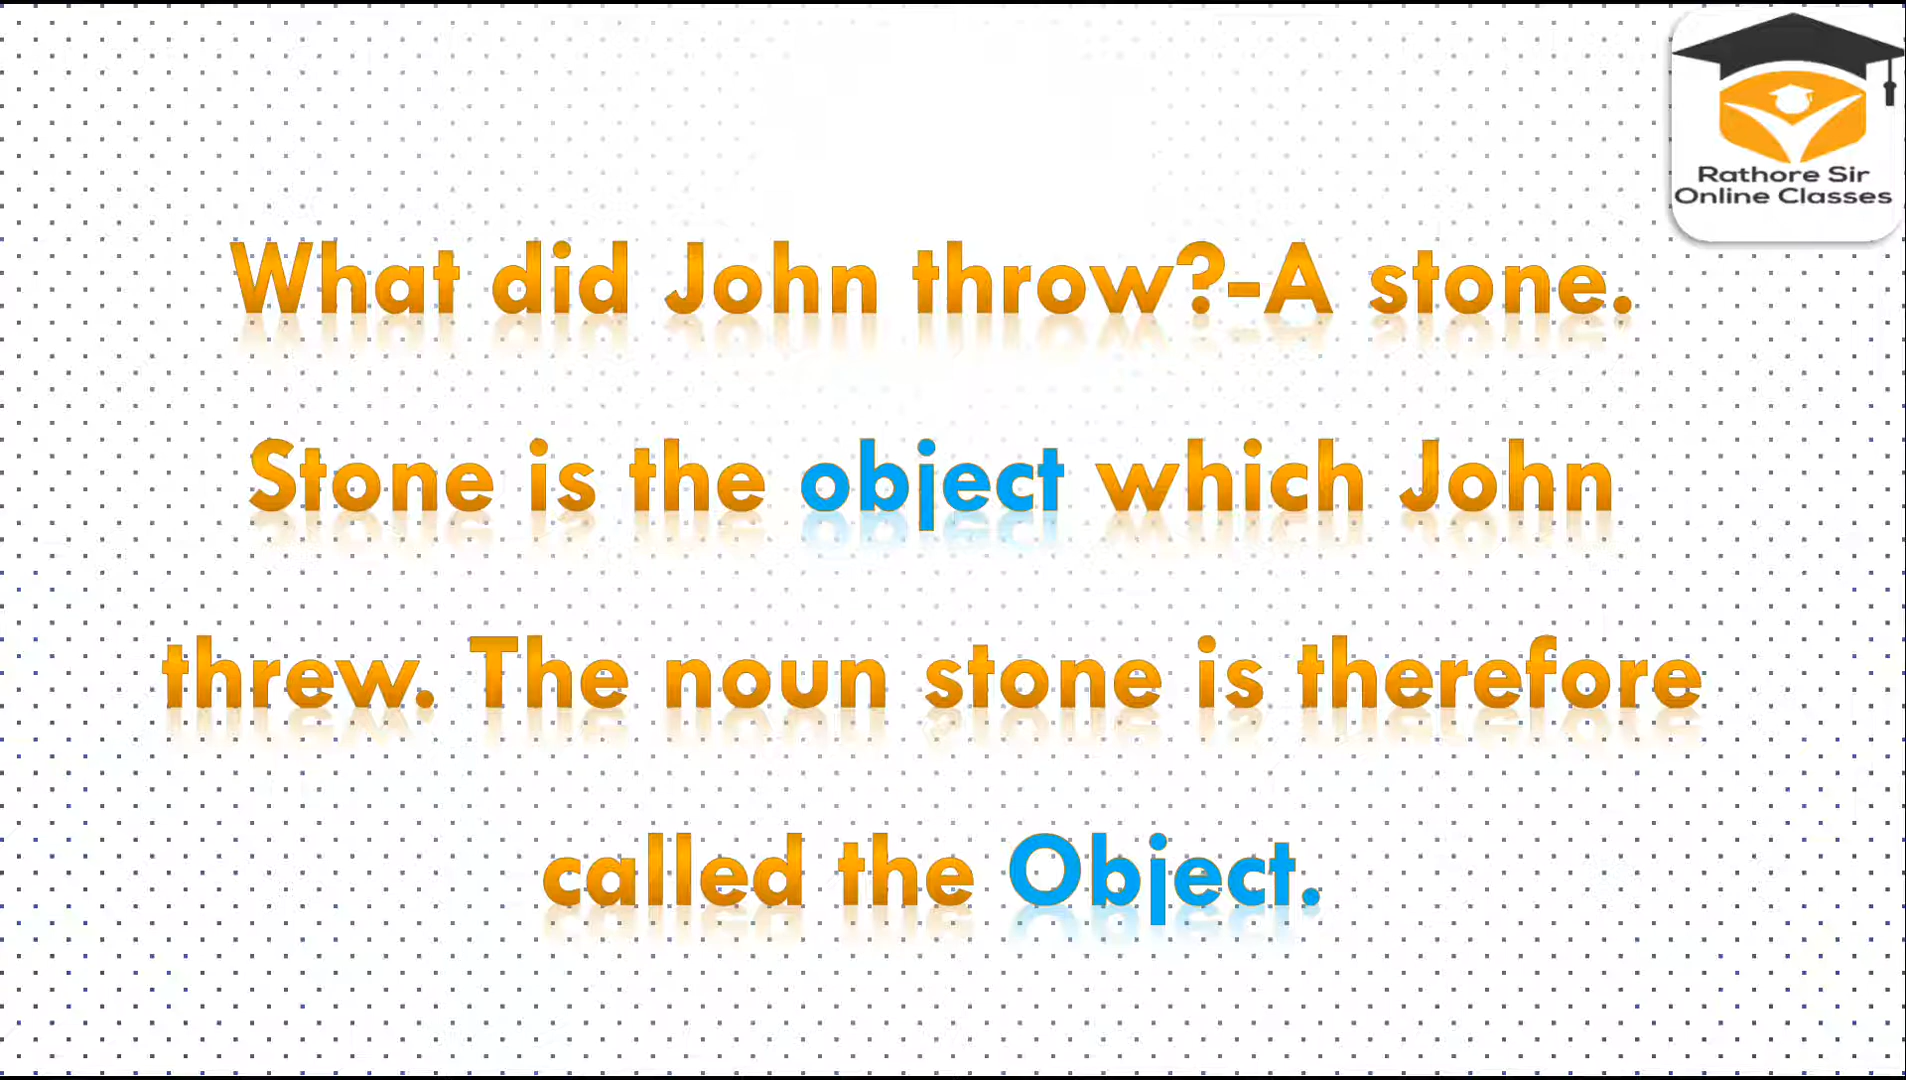 Rathore Sir
Online Classes
What did John throw?-A stone.
Stone is the object which John
threw. The noun stone is therefore
called the Object.